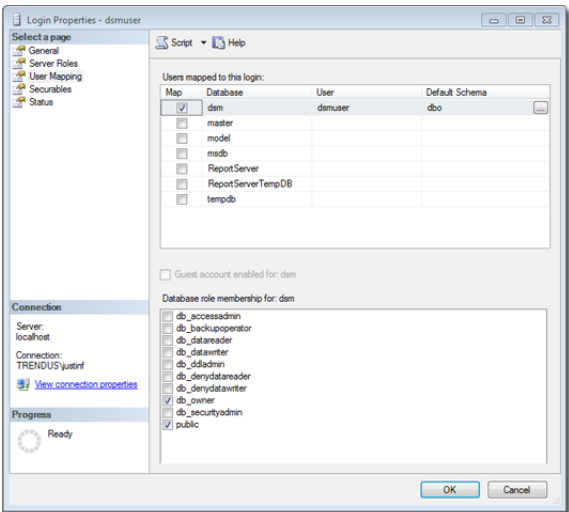 Login Properties - dsmuser
Select a page
General
Server Roles
User Mapping
Securables
Status
Script Help
Users mapped to this login:
Map Database User Default Schema
dsm dsmuser dbo ...
master
model
msdb
ReportServer
ReportServerTempDB
tempdb
Guest account enabled for: dsm
Database role membership for: dsm
db_accessadmin
db_backupoperator
db_datareader
db_datawriter
db_ddladmin
db_denydatareader
db_denydatawriter
db_owner
db_securityadmin
public
Connection
Server:
localhost
Connection:
TRENDUS\justinf
View connection properties
Progress
Ready
OK Cancel